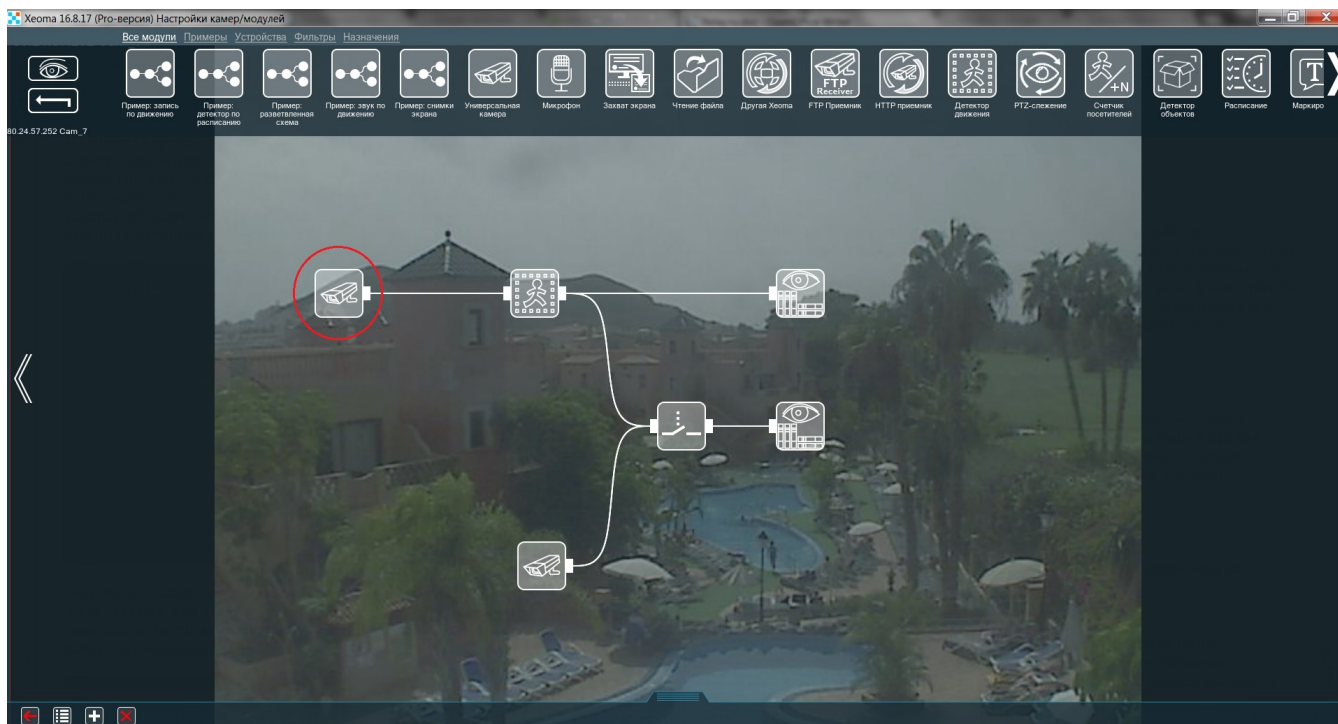 Xeoma 16.8.17 (Pro-версия) Настройки камер/модулей
Все модули Примеры Устройства Фильтры Назначения
Пример: запись
по движению
Пример:
детектор по
расписанию
Пример:
разветвленная
схема
Пример: звук по
движению
Пример: снимки
экрана
Универсальная
камера
Микрофон
Захват экрана
Чтение файла
Другая Xeoma
FTP
Receiver
FTP Приемник
HTTP приемник
Детектор
движения
PTZ-слежение
+N
Счетчик
посетителей
Детектор
объектов
Расписание
T
Маркиро
80.24.57.252 Cam_7